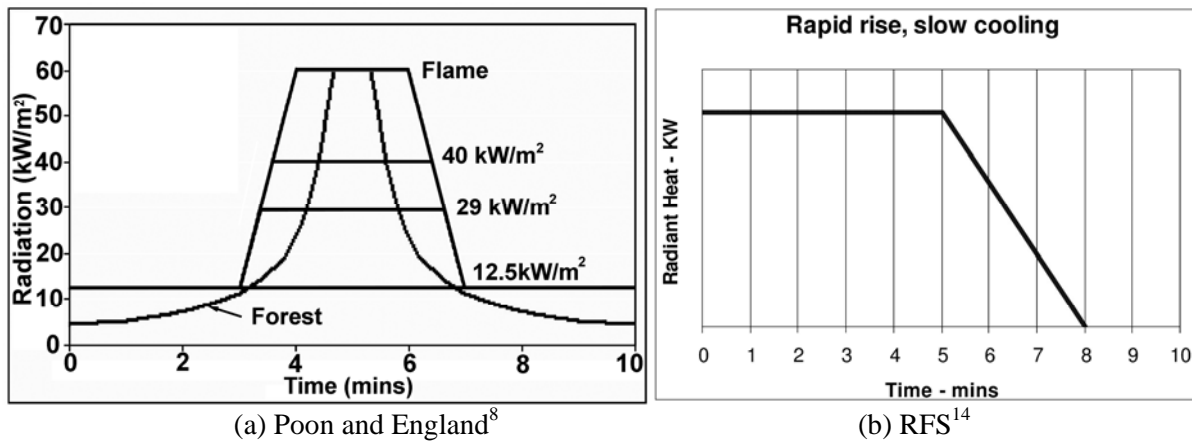 70
60
50
40
30
20
10
0
Radiation (kW/m²)
Flame
40 kW/m²
29 kW/m²
12.5kW/m²
Forest
0 2 4 6 8 10
Time (mins)
(a) Poon and England⁸
Rapid rise, slow cooling
Radiant Heat - KW
0 1 2 3 4 5 6 7 8 9 10
Time - mins
(b) RFS¹⁴